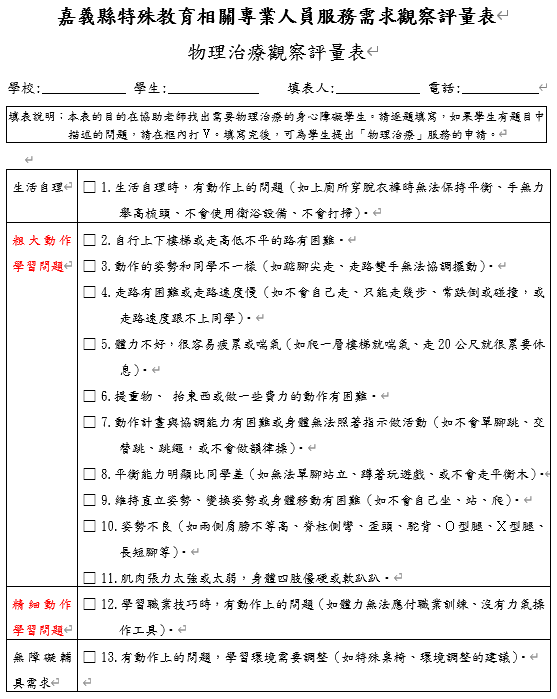 嘉義縣特殊教育相關專業人員服務需求觀察評量表
物理治療觀察評量表
學校:__________ 學生:__________ 填表人:__________ 電話:__________
填表說明：本表的目的在協助老師找出需要物理治療的身心障礙學生。請逐題填寫，如果學生有題目中
描述的問題，請在框內打V。填寫完後，可為學生提出「物理治療」服務的申請。
生活自理
□ 1.生活自理時，有動作上的問題（如上廁所穿脫衣褲時無法保持平衡、手無力
舉高梳頭、不會使用衛浴設備、不會打掃）。
粗大動作
學習問題
□ 2.自行上下樓梯或走高低不平的路有困難。
□ 3.動作的姿勢和同學不一樣（如踮腳尖走、走路雙手無法協調擺動）。
□ 4.走路有困難或走路速度慢（如不會自己走、只能走幾步、常跌倒或碰撞，或
走路速度跟不上同學）。
□ 5.體力不好，很容易疲累或喘氣（如爬一層樓梯就喘氣、走20公尺就很累要休
息）。
□ 6.提重物、 抬東西或做一些費力的動作有困難。
□ 7.動作計畫與協調能力有困難或身體無法照著指示做活動（如不會單腳跳、交
替跳、跳繩，或不會做韻律操）。
□ 8.平衡能力明顯比同學差（如無法單腳站立、蹲著玩遊戲、或不會走平衡木）。
□ 9.維持直立姿勢、變換姿勢或身體移動有困難（如不會自己坐、站、爬）。
□ 10.姿勢不良（如兩側肩膀不等高、脊柱側彎、歪頭、駝背、O型腿、X型腿、
長短腳等）。
□ 11.肌肉張力太強或太弱，身體四肢僵硬或軟趴趴。
精細動作
學習問題
□ 12.學習職業技巧時，有動作上的問題（如體力無法應付職業訓練、沒有力氣操
作工具）。
無障礙輔
具需求
□ 13.有動作上的問題，學習環境需要調整（如特殊桌椅、環境調整的建議）。